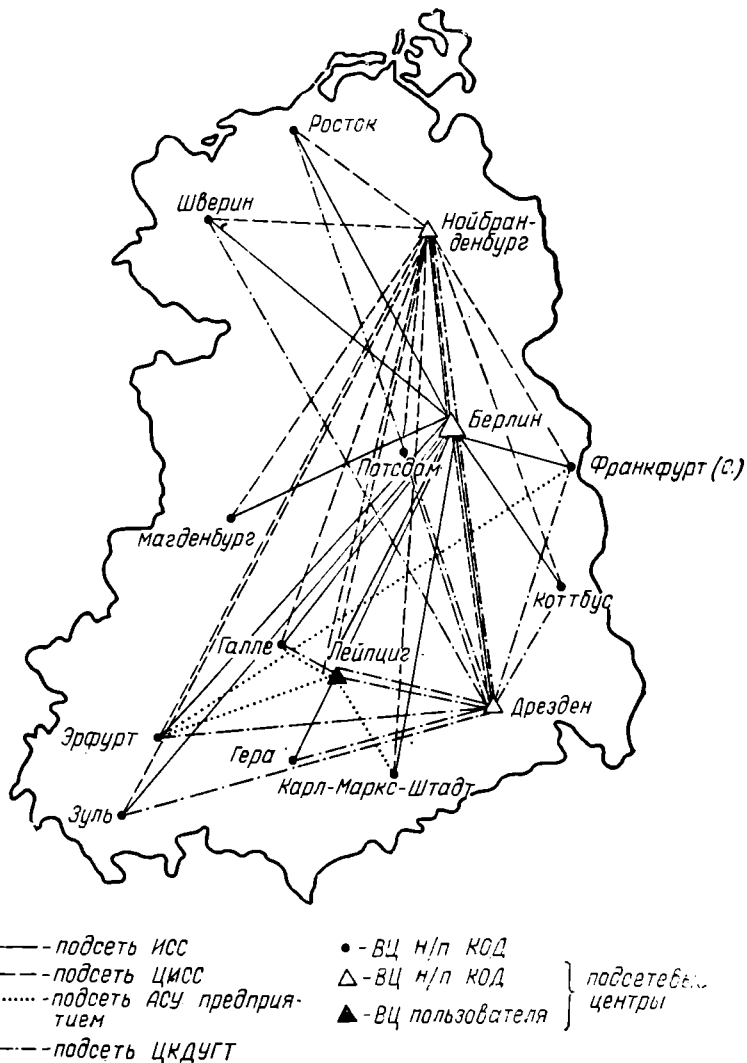 Росток
Шверин
Нойбран-
денбург
Берлин
Потсдам
Франкфурт (О.)
Магденбург
Коттбус
Галле
Лейпциг
Дрезден
Эрфурт
Гера
Карл-Маркс-Штадт
Зуль
- подсеть ИСС
- подсеть ЦИСС
- подсеть АСУ предприя-
тием
- подсеть ЦКДУГТ
- ВЦ н/п КОД
- ВЦ н/п КОД
- ВЦ пользователя
центры